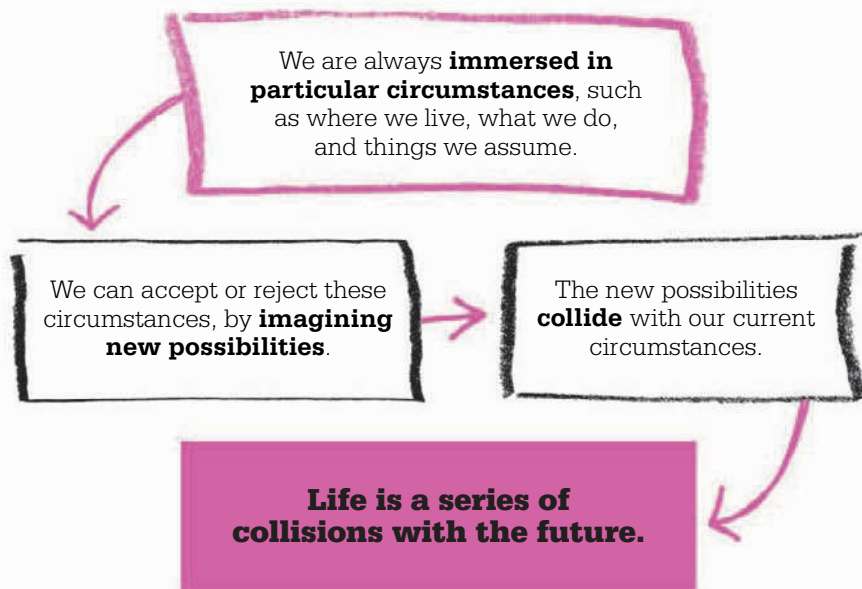 We are always immersed in
particular circumstances, such
as where we live, what we do,
and things we assume.
We can accept or reject these
circumstances, by imagining
new possibilities.
The new possibilities
collide with our current
circumstances.
Life is a series of
collisions with the future.